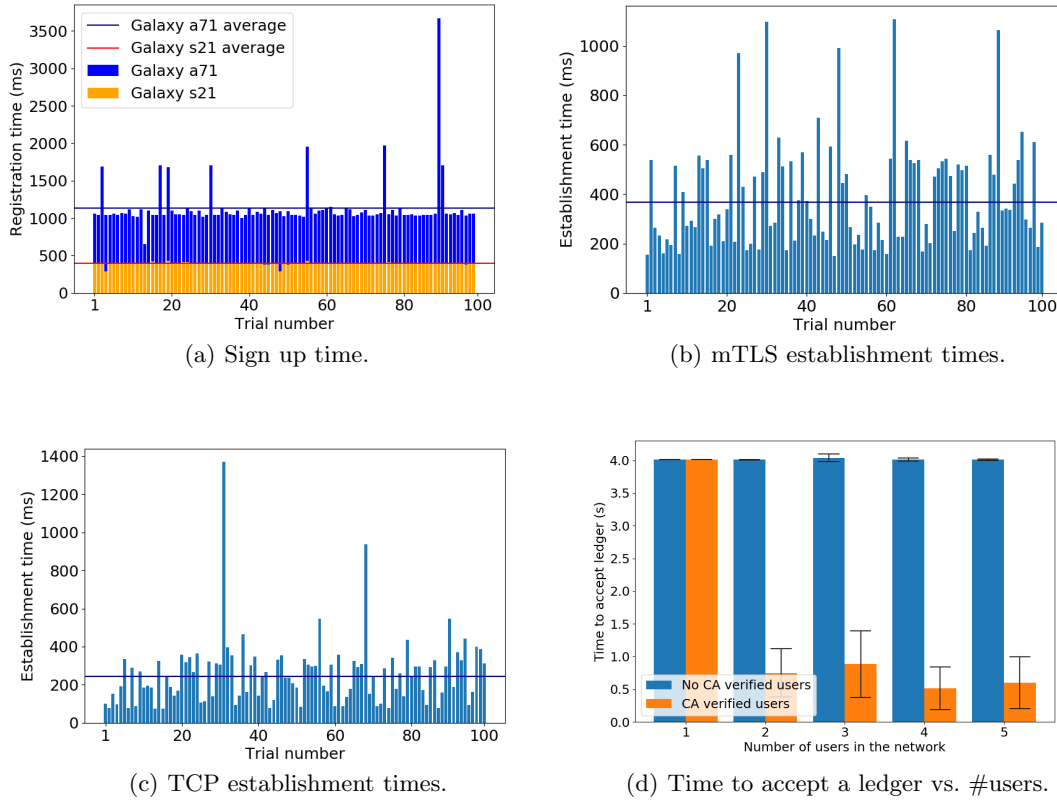 Galaxy a71 average
Galaxy s21 average
Galaxy a71
Galaxy s21
Registration time (ms)
3500
3000
2500
2000
1500
1000
500
0
1 20 40 60 80 100
Trial number
(a) Sign up time.
Establishment time (ms)
1000
800
600
400
200
0
1 20 40 60 80 100
Trial number
(b) mTLS establishment times.
Establishment time (ms)
1400
1200
1000
800
600
400
200
0
1 20 40 60 80 100
Trial number
(c) TCP establishment times.
Time to accept ledger (s)
4.0
3.5
3.0
2.5
2.0
1.5
1.0
0.5
0.0
No CA verified users
CA verified users
1 2 3 4 5
Number of users in the network
(d) Time to accept a ledger vs. #users.